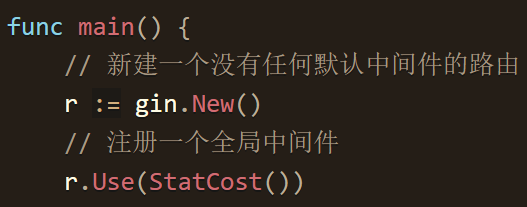 func main() {
// 新建一个没有任何默认中间件的路由
r := gin.New()
// 注册一个全局中间件
r.Use(StatCost())